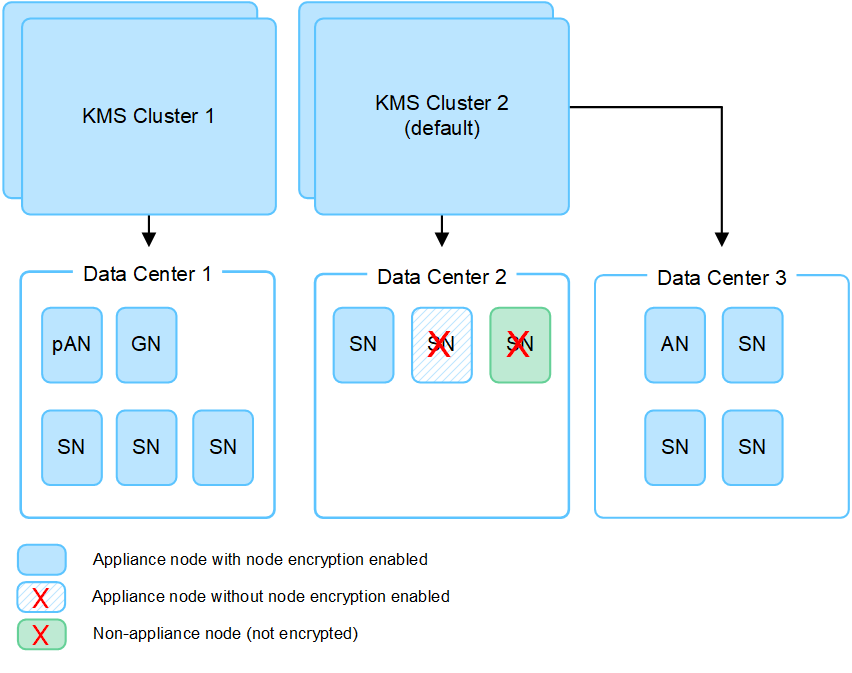 KMS Cluster 1
KMS Cluster 2
(default)
Data Center 1
Data Center 2
Data Center 3
pAN
GN
SN
SN
SN
SN
X
SN
X
SN
AN
SN
SN
SN
Appliance node with node encryption enabled
X
Appliance node without node encryption enabled
X
Non-appliance node (not encrypted)